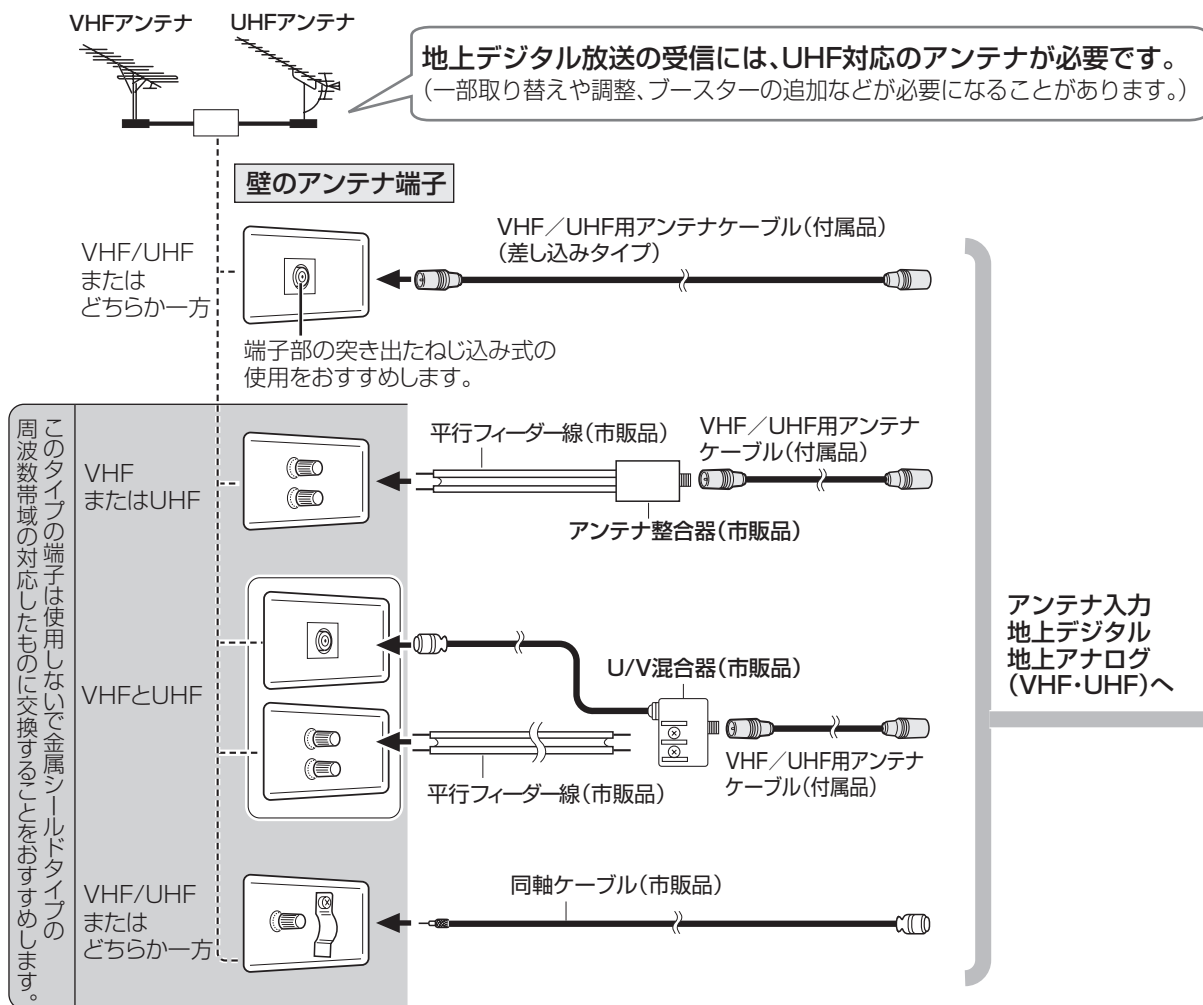 VHFアンテナ
UHFアンテナ
地上デジタル放送の受信には、UHF対応のアンテナが必要です。
(一部取り替えや調整、ブースターの追加などが必要になることがあります。)
壁のアンテナ端子
VHF/UHF
または
どちらか一方
VHF/UHF用アンテナケーブル(付属品)
(差し込みタイプ)
端子部の突き出たねじ込み式の
使用をおすすめします。
このタイプの端子は使用しないで金属シールドタイプの
周波数帯域の対応したものに交換することをおすすめします。
VHF
またはUHF
平行フィーダー線(市販品)
VHF/UHF用アンテナ
ケーブル(付属品)
アンテナ整合器(市販品)
VHFとUHF
U/V混合器(市販品)
平行フィーダー線(市販品)
VHF/UHF用アンテナ
ケーブル(付属品)
VHF/UHF
または
どちらか一方
同軸ケーブル(市販品)
アンテナ入力
地上デジタル
地上アナログ
(VHF・UHF)へ